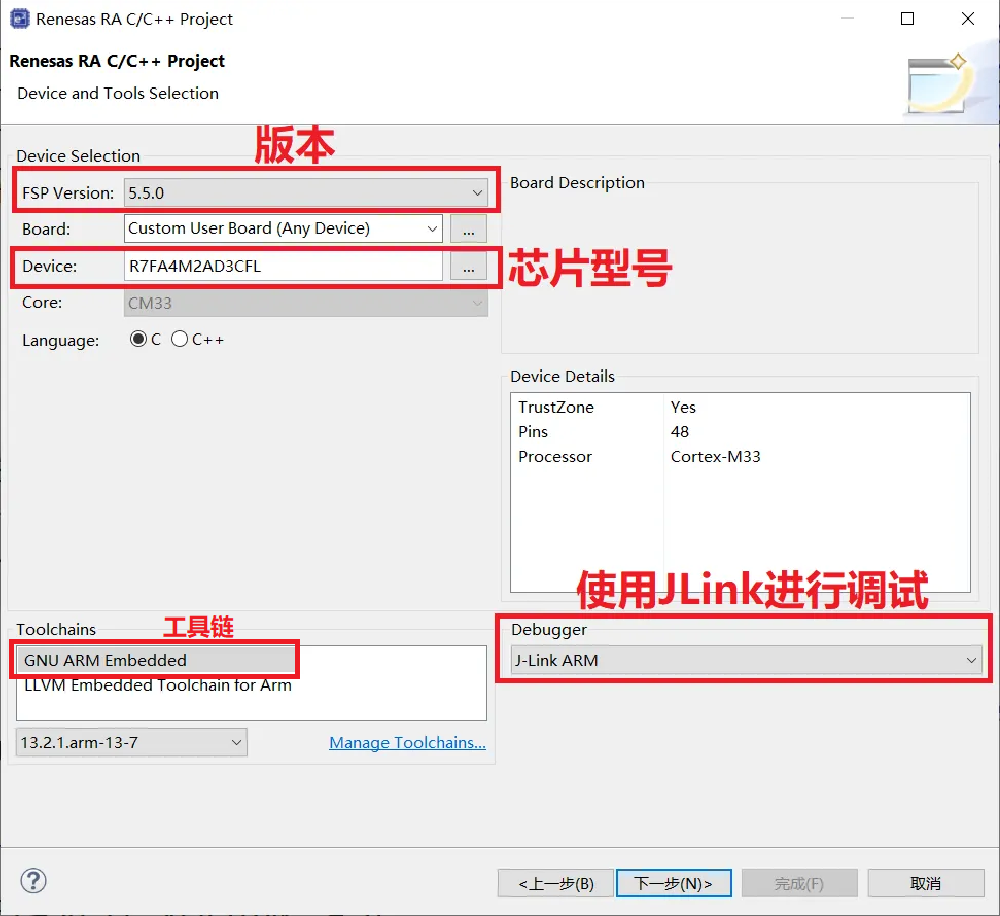 Renesas RA C/C++ Project
Renesas RA C/C++ Project
Device and Tools Selection
版本
Device Selection
FSP Version: 5.5.0
Board: Custom User Board (Any Device) ...
Device: R7FA4M2AD3CFL ...
芯片型号
Core: CM33
Language: C C++
Board Description
Device Details
TrustZone Yes
Pins 48
Processor Cortex-M33
使用JLink进行调试
Toolchains
工具链
GNU ARM Embedded
LLVM Embedded Toolchain for Arm
13.2.1.arm-13-7
Manage Toolchains...
Debugger
J-Link ARM
?
<上一步(B)
下一步(N)>
完成(F)
取消